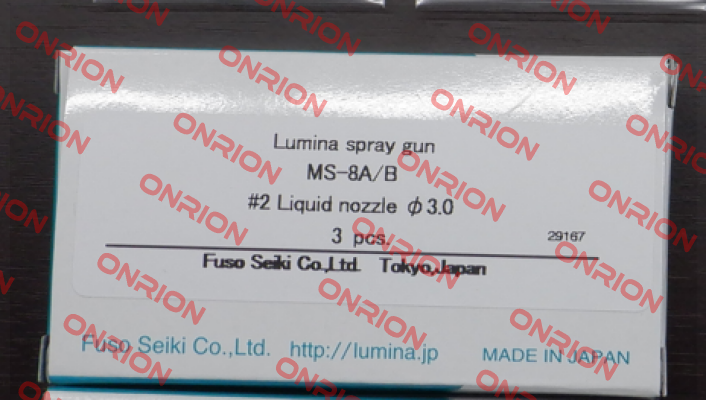 Lumina spray gun
MS-8A/B
#2 Liquid nozzle φ3.0
3 pcs.
29167
Fuso Seiki Co.,Ltd. Tokyo,Japan
Fuso Seiki Co.,Ltd. http://lumina.jp MADE IN JAPAN
ONRION